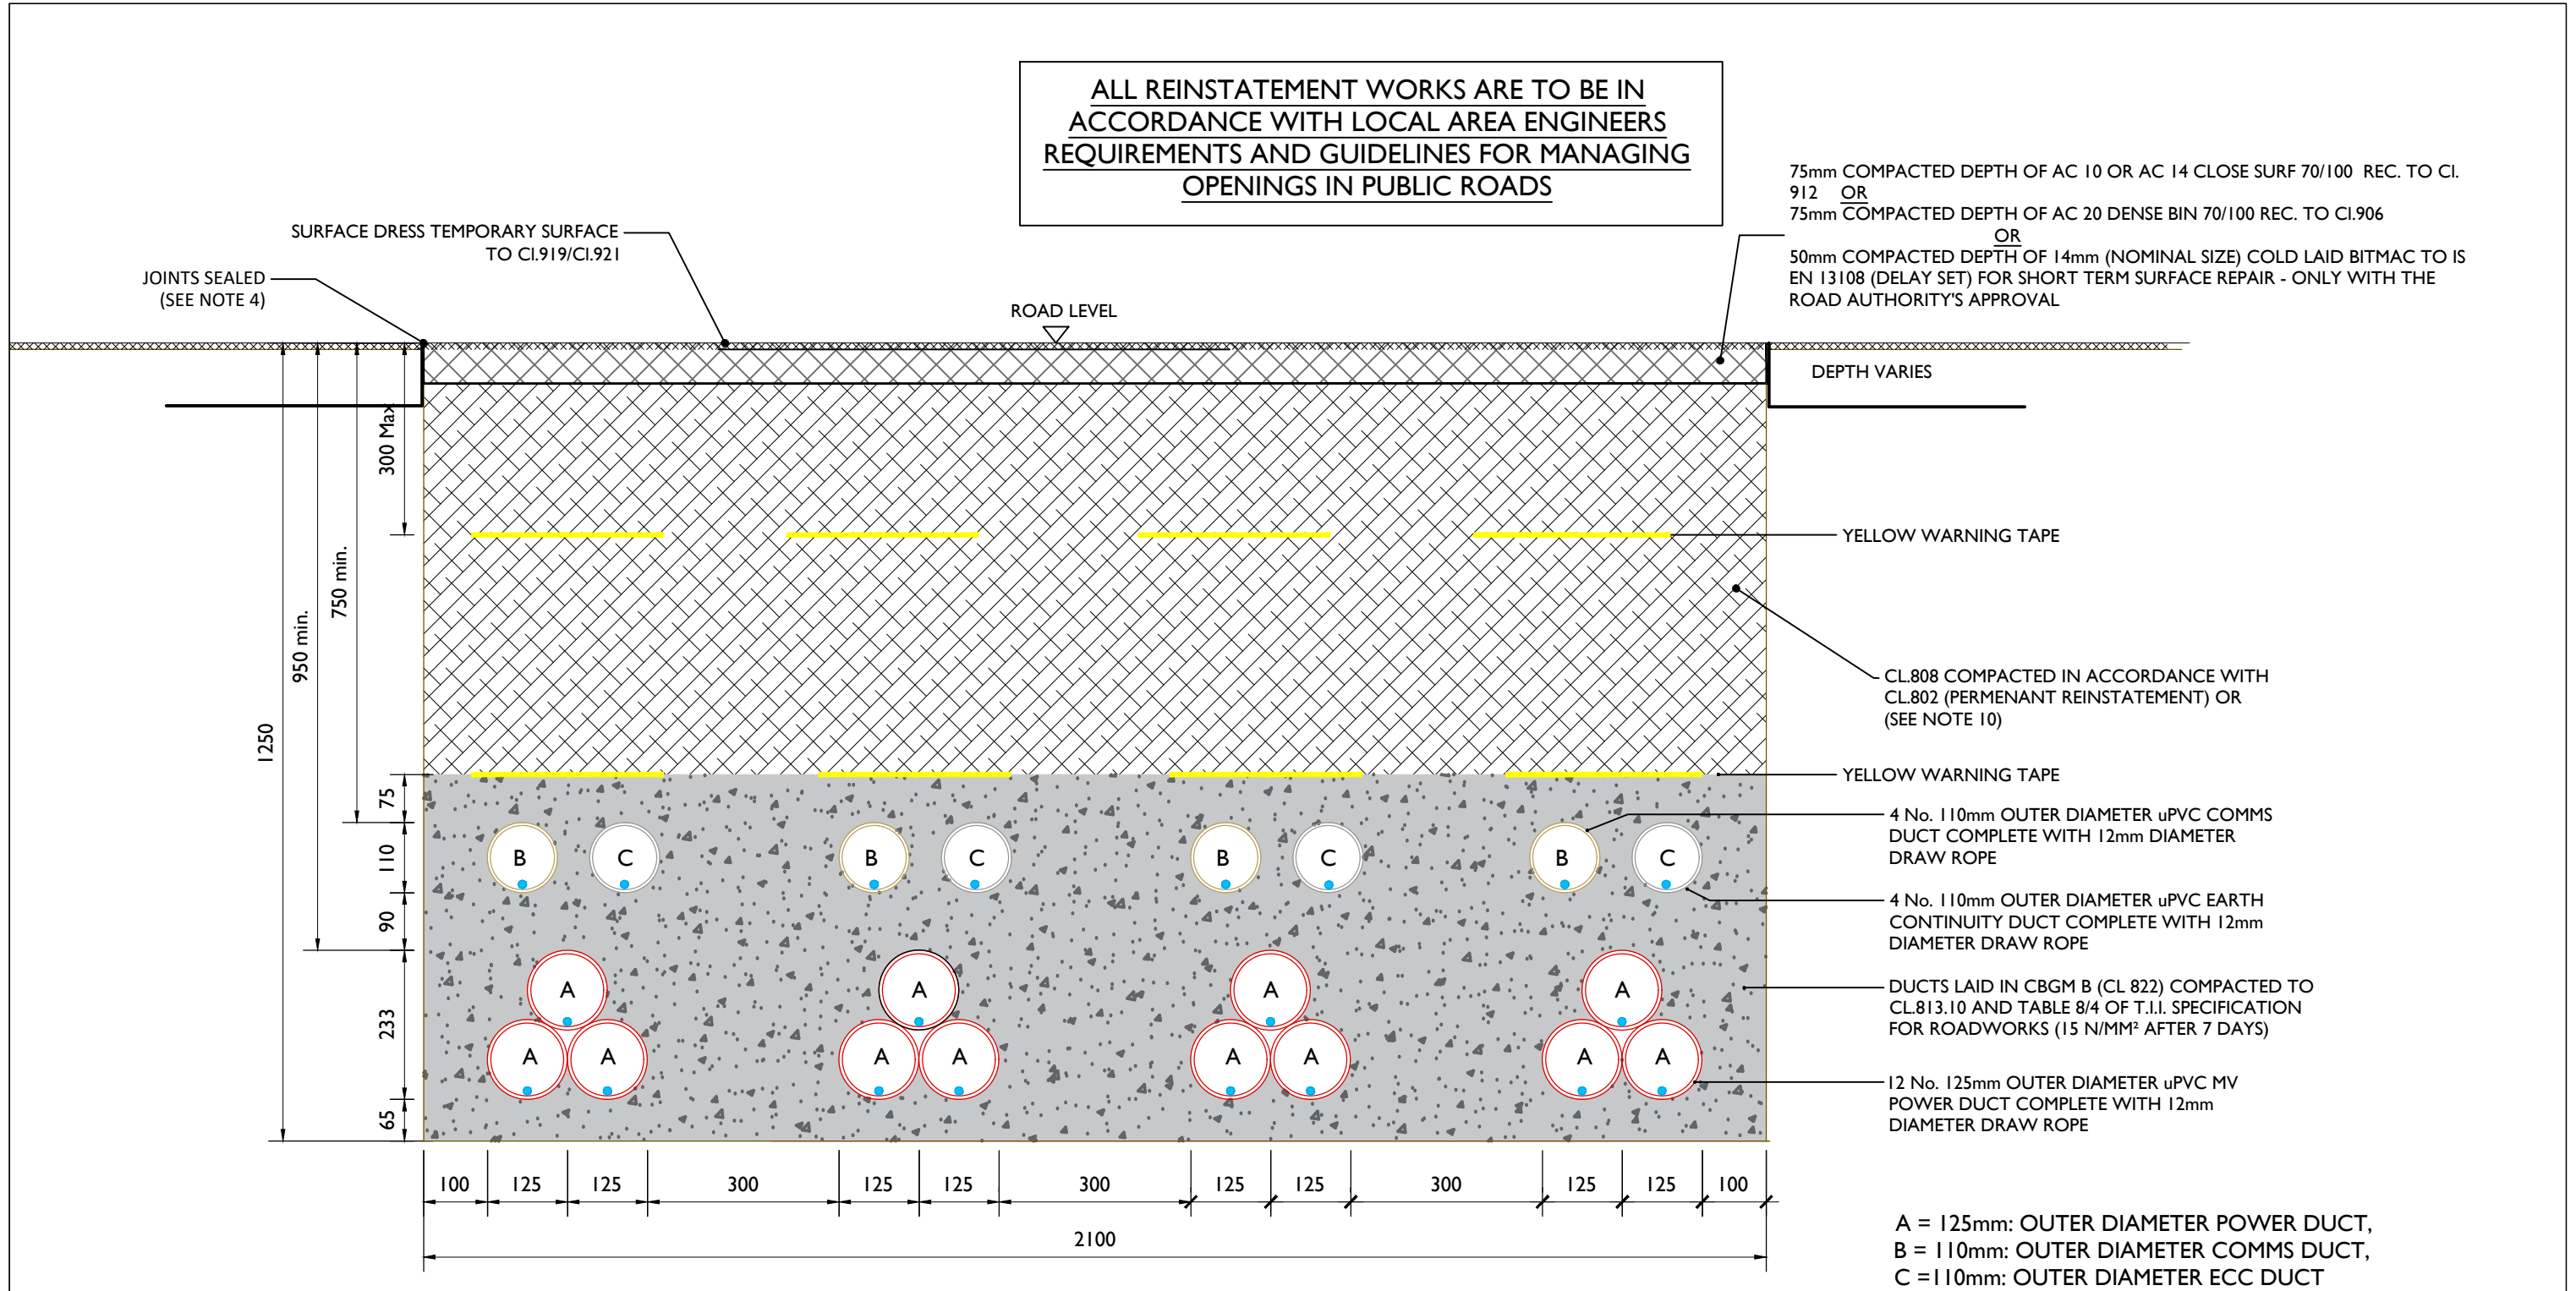 ALL REINSTATEMENT WORKS ARE TO BE IN
ACCORDANCE WITH LOCAL AREA ENGINEERS
REQUIREMENTS AND GUIDELINES FOR MANAGING
OPENINGS IN PUBLIC ROADS
75mm COMPACTED DEPTH OF AC 10 OR AC 14 CLOSE SURF 70/100 REC. TO Cl.
912 OR
75mm COMPACTED DEPTH OF AC 20 DENSE BIN 70/100 REC. TO Cl.906
OR
50mm COMPACTED DEPTH OF 14mm (NOMINAL SIZE) COLD LAID BITMAC TO IS
EN 13108 (DELAY SET) FOR SHORT TERM SURFACE REPAIR - ONLY WITH THE
ROAD AUTHORITY'S APPROVAL
SURFACE DRESS TEMPORARY SURFACE
TO Cl.919/Cl.921
JOINTS SEALED
(SEE NOTE 4)
ROAD LEVEL
DEPTH VARIES
300 Max
750 min.
950 min.
1250
YELLOW WARNING TAPE
CL.808 COMPACTED IN ACCORDANCE WITH
CL.802 (PERMENANT REINSTATEMENT) OR
(SEE NOTE 10)
YELLOW WARNING TAPE
75
110
90
233
65
B C B C B C B C
A A A A
A A A A A A A A
4 No. 110mm OUTER DIAMETER uPVC COMMS
DUCT COMPLETE WITH 12mm DIAMETER
DRAW ROPE
4 No. 110mm OUTER DIAMETER uPVC EARTH
CONTINUITY DUCT COMPLETE WITH 12mm
DIAMETER DRAW ROPE
DUCTS LAID IN CBGM B (CL 822) COMPACTED TO
CL.813.10 AND TABLE 8/4 OF T.I.I. SPECIFICATION
FOR ROADWORKS (15 N/MM² AFTER 7 DAYS)
12 No. 125mm OUTER DIAMETER uPVC MV
POWER DUCT COMPLETE WITH 12mm
DIAMETER DRAW ROPE
100 125 125 300 125 125 300 125 125 300 125 125 100
2100
A = 125mm: OUTER DIAMETER POWER DUCT,
B = 110mm: OUTER DIAMETER COMMS DUCT,
C =110mm: OUTER DIAMETER ECC DUCT